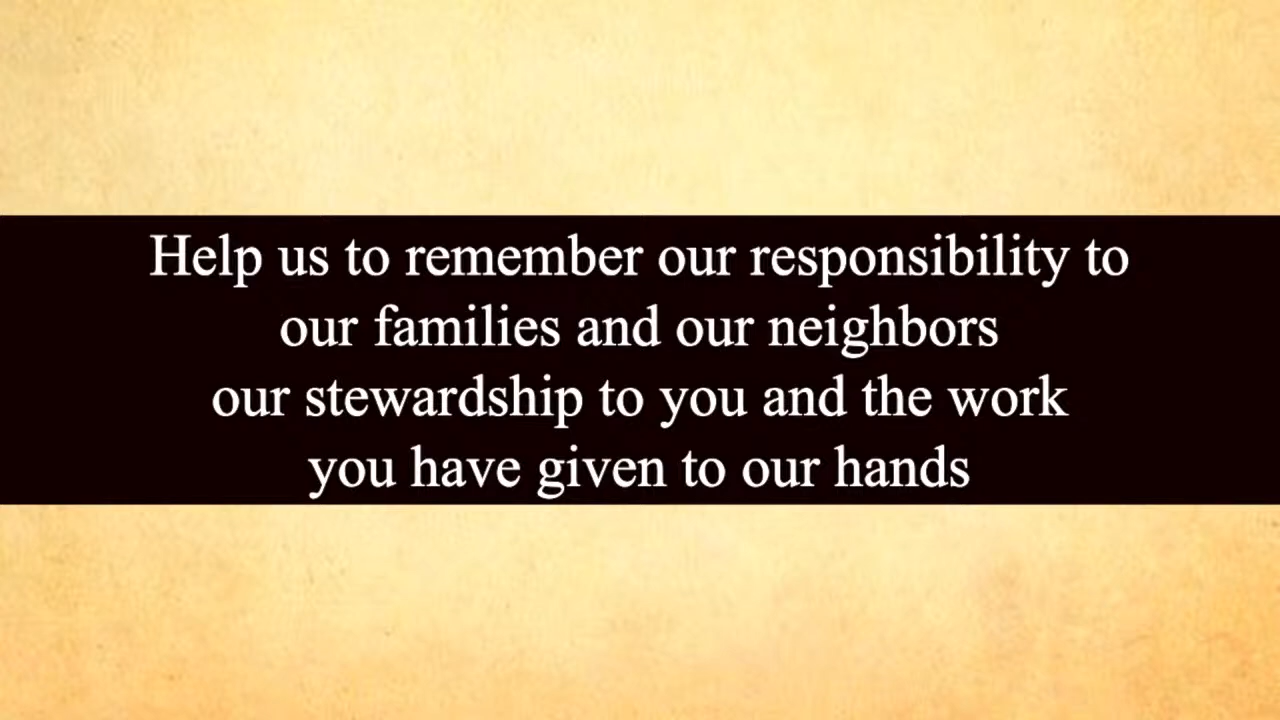 Help us to remember our responsibility to
our families and our neighbors
our stewardship to you and the work
you have given to our hands